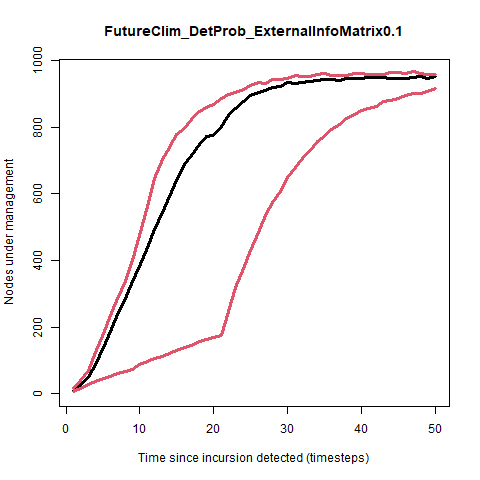 FutureClim_DetProb_ExternalInfoMatrix0.1
Nodes under management
1000
800
600
400
200
0
0 10 20 30 40 50
Time since incursion detected (timesteps)